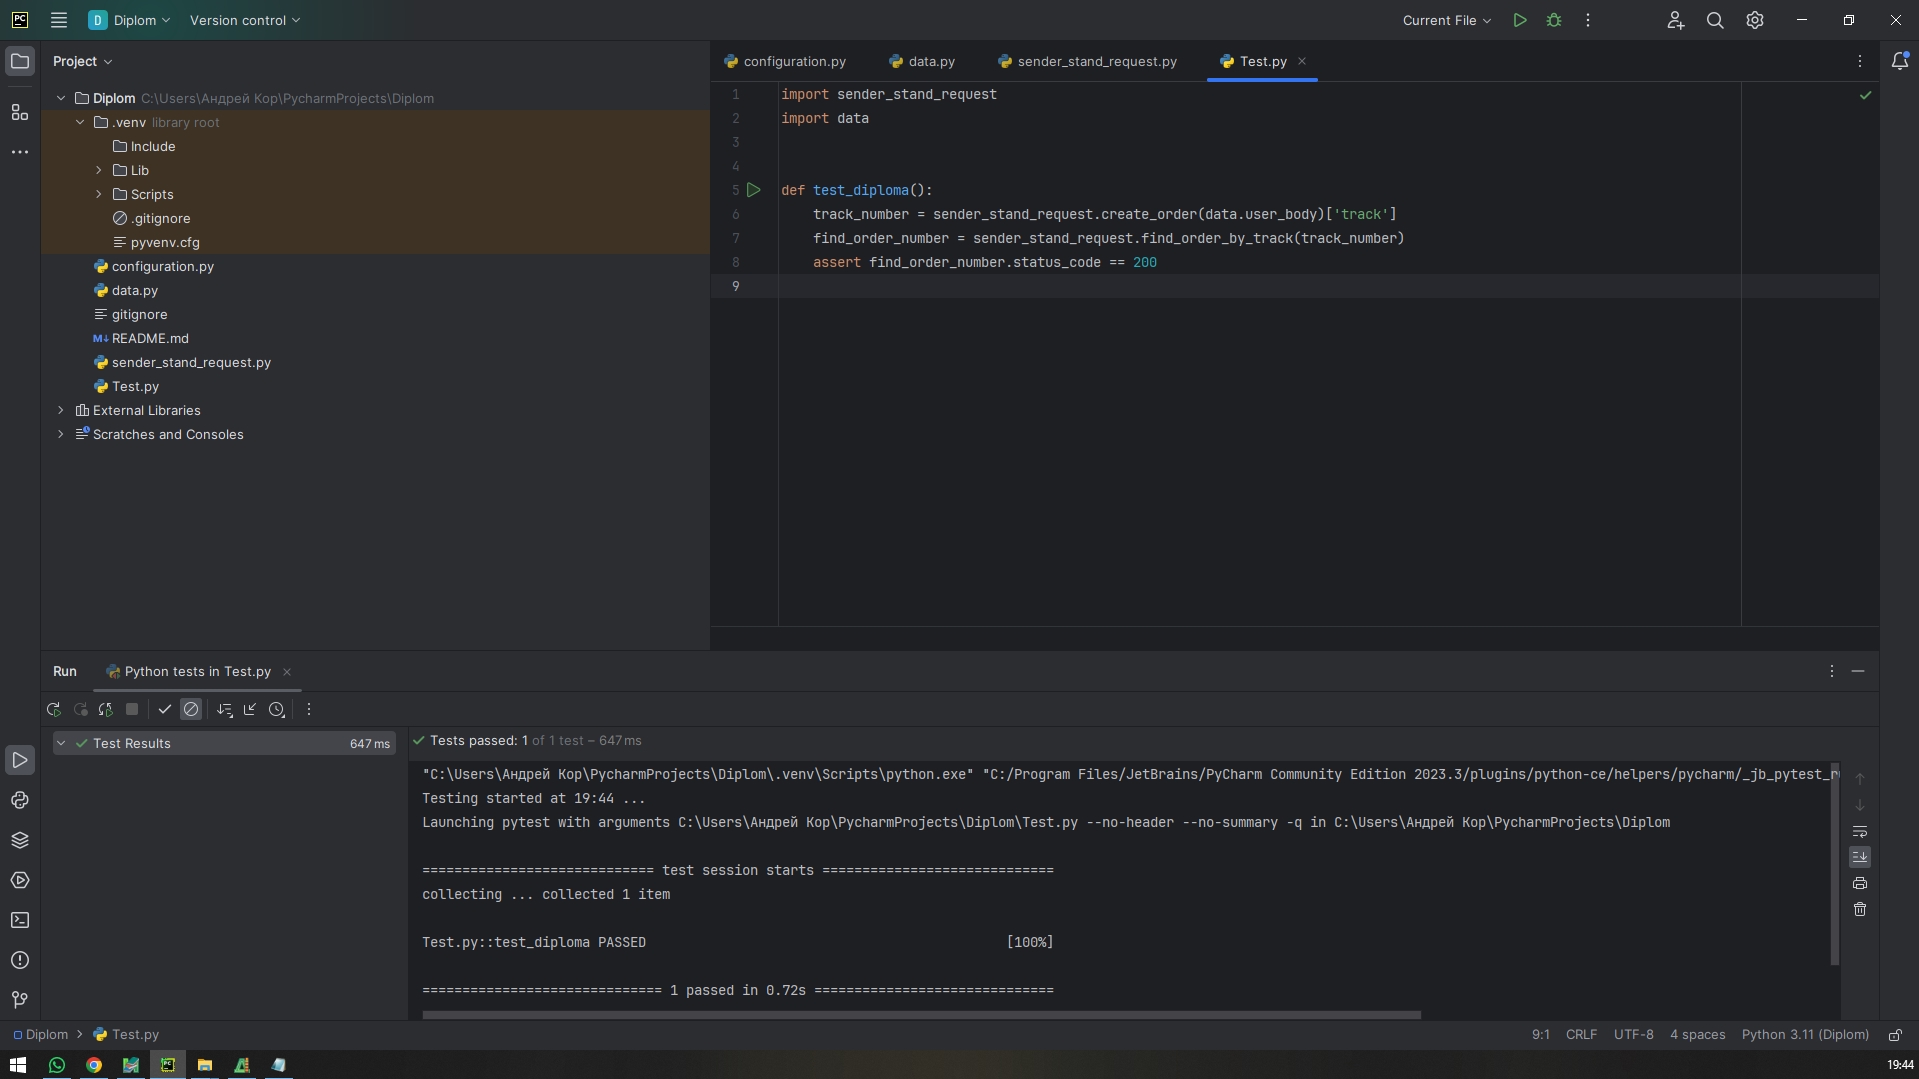 PC
D Diplom
Version control
Current File
Project
configuration.py
data.py
sender_stand_request.py
Test.py
Diplom C:\Users\Андрей Кор\PycharmProjects\Diplom
.venv library root
Include
Lib
Scripts
.gitignore
pyvenv.cfg
configuration.py
data.py
gitignore
M↓ README.md
sender_stand_request.py
Test.py
External Libraries
Scratches and Consoles
1 import sender_stand_request
2 import data
3
4
5 def test_diploma():
6 track_number = sender_stand_request.create_order(data.user_body)['track']
7 find_order_number = sender_stand_request.find_order_by_track(track_number)
8 assert find_order_number.status_code == 200
9
Run
Python tests in Test.py
Test Results 647 ms
Tests passed: 1 of 1 test – 647 ms
"C:\Users\Андрей Кор\PycharmProjects\Diplom\.venv\Scripts\python.exe" "C:/Program Files/JetBrains/PyCharm Community Edition 2023.3/plugins/python-ce/helpers/pycharm/_jb_pytest_r
Testing started at 19:44 ...
Launching pytest with arguments C:\Users\Андрей Кор\PycharmProjects\Diplom\Test.py --no-header --no-summary -q in C:\Users\Андрей Кор\PycharmProjects\Diplom
============================= test session starts =============================
collecting ... collected 1 item
Test.py::test_diploma PASSED [100%]
============================== 1 passed in 0.72s ==============================
Diplom > Test.py
9:1 CRLF UTF-8 4 spaces Python 3.11 (Diplom)
PC
19:44